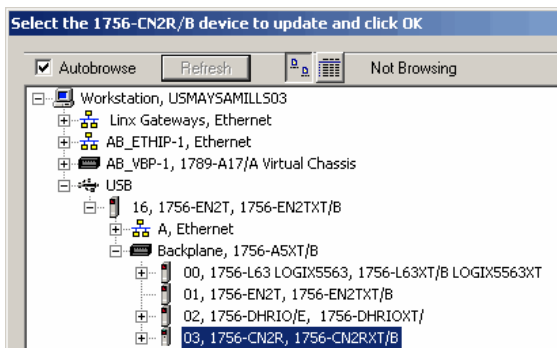 Select the 1756-CN2R/B device to update and click OK
Autobrowse Refresh Not Browsing
Workstation, USMAYSAMILLS03
Linx Gateways, Ethernet
AB_ETHIP-1, Ethernet
AB_VBP-1, 1789-A17/A Virtual Chassis
USB
16, 1756-EN2T, 1756-EN2TXT/B
A, Ethernet
Backplane, 1756-A5XT/B
00, 1756-L63 LOGIX5563, 1756-L63XT/B LOGIX5563XT
01, 1756-EN2T, 1756-EN2TXT/B
02, 1756-DHRIO/E, 1756-DHRIOXT/
03, 1756-CN2R, 1756-CN2RXT/B